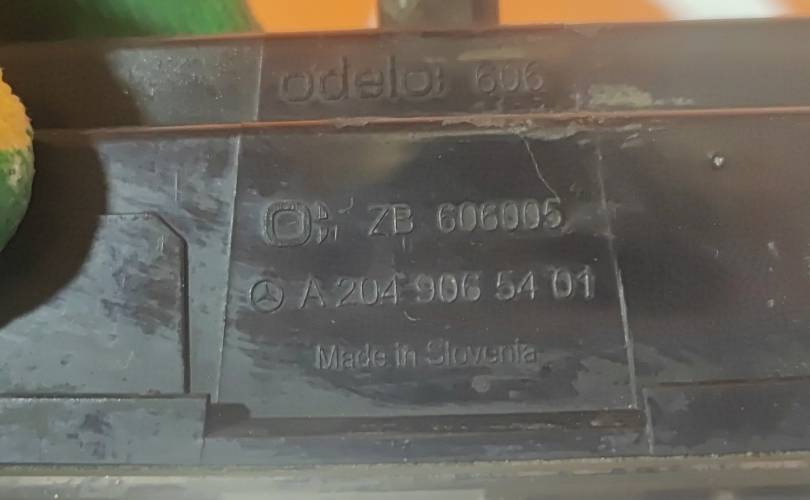 odelo 606
ZB 606005
A 204 906 54 01
Made in Slovenia